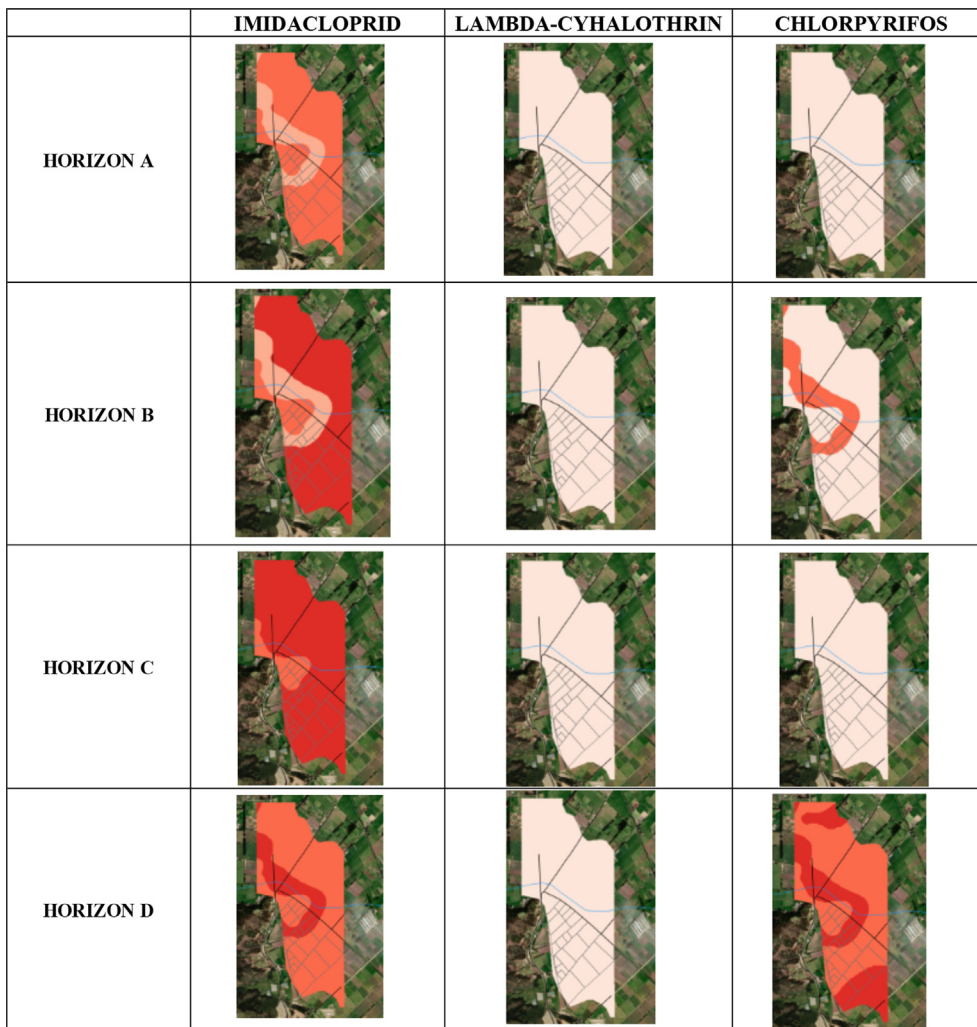 IMIDACLOPRID LAMBDA-CYHALOTHRIN CHLORPYRIFOS
HORIZON A
HORIZON B
HORIZON C
HORIZON D